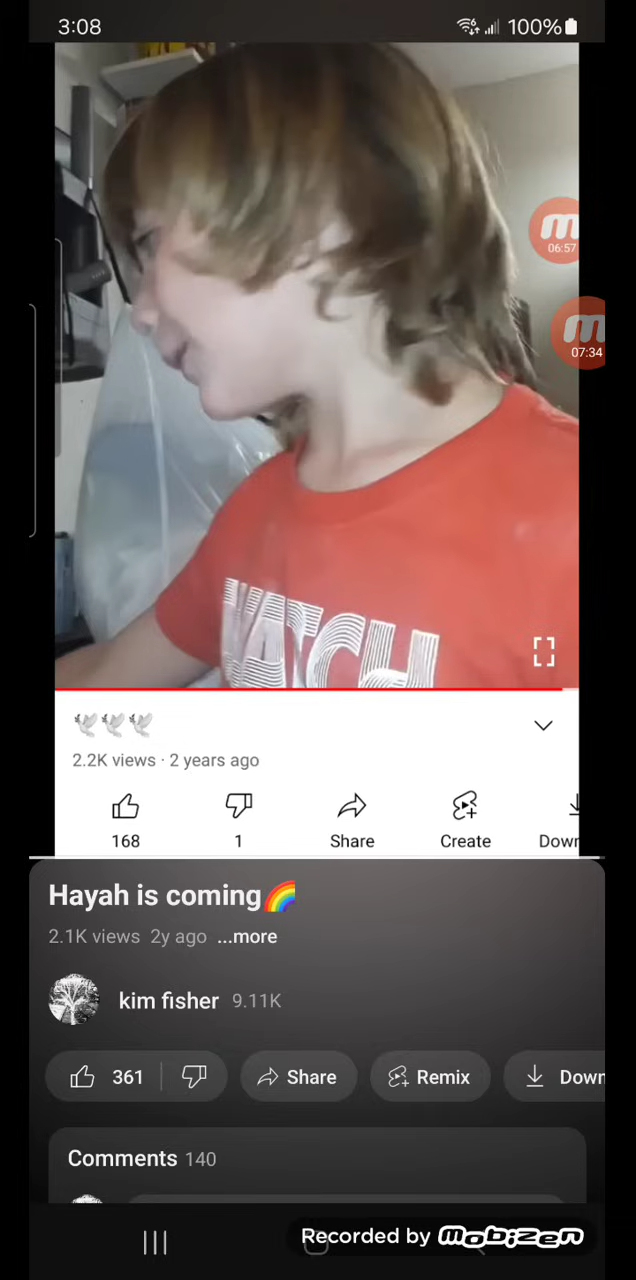 3:08
100%
06:57
07:34
WATCH
2.2K views · 2 years ago
168
1
Share
Create
Down
Hayah is coming🌈
2.1K views 2y ago ...more
kim fisher 9.11K
361
Share
Remix
Down
Comments 140
Recorded by Mobizen